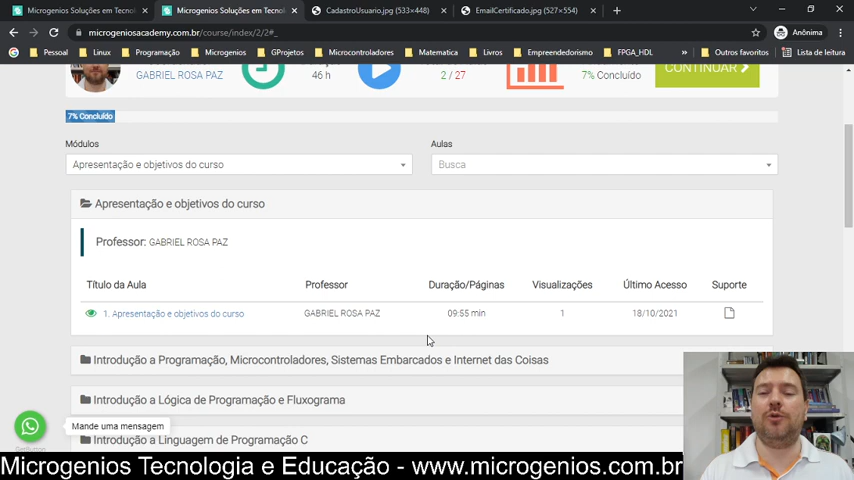 Microgenios Soluções em Tecnol
Microgenios Soluções em Tecnol
CadastroUsuario.jpg (533×448)
EmailCertificado.jpg (527×554)
microgeniosacademy.com.br/course/index/2/2#_
Anônima
Pessoal
Linux
Programação
Microgenios
GProjetos
Microcontroladores
Matematica
Livros
Empreendedorismo
FPGA_HDL
»
Outros favoritos
Lista de leitura
GABRIEL ROSA PAZ
46 h
2 / 27
7% Concluído
CONTINUAR
7% Concluído
Módulos
Aulas
Apresentação e objetivos do curso
Busca
Apresentação e objetivos do curso
Professor: GABRIEL ROSA PAZ
Título da Aula Professor Duração/Páginas Visualizações Último Acesso Suporte
1. Apresentação e objetivos do curso GABRIEL ROSA PAZ 09:55 min 1 18/10/2021
Introdução a Programação, Microcontroladores, Sistemas Embarcados e Internet das Coisas
Introdução a Lógica de Programação e Fluxograma
Mande uma mensagem
Introdução a Linguagem de Programação C
Microgenios Tecnologia e Educação - www.microgenios.com.br